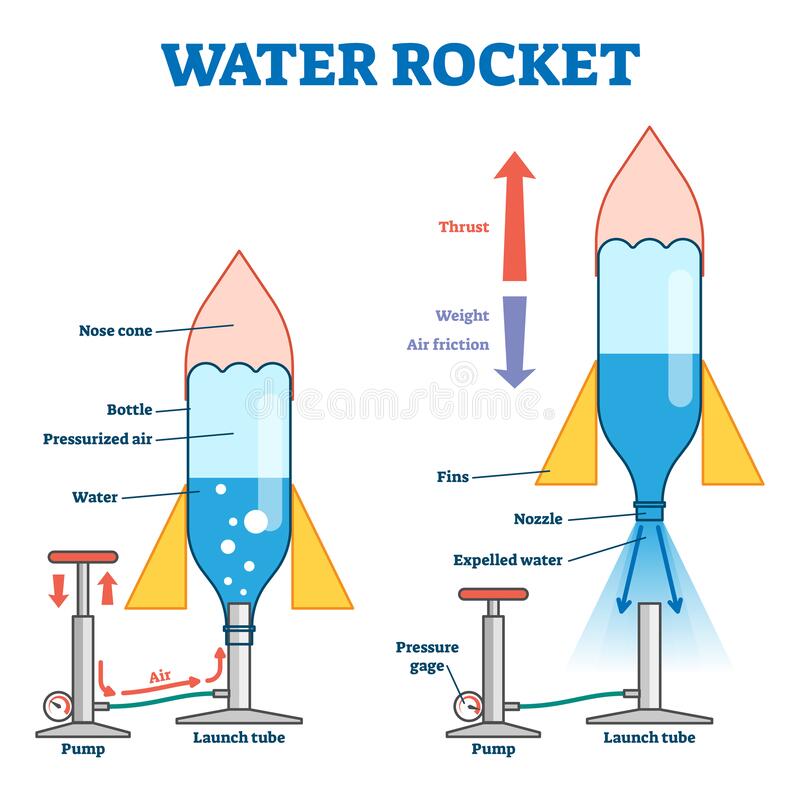 WATER ROCKET
Nose cone
Bottle
Pressurized air
Water
Air
Pump
Launch tube
Thrust
Weight
Air friction
Fins
Nozzle
Expelled water
Pressure
gage
Pump
Launch tube
dreamstime